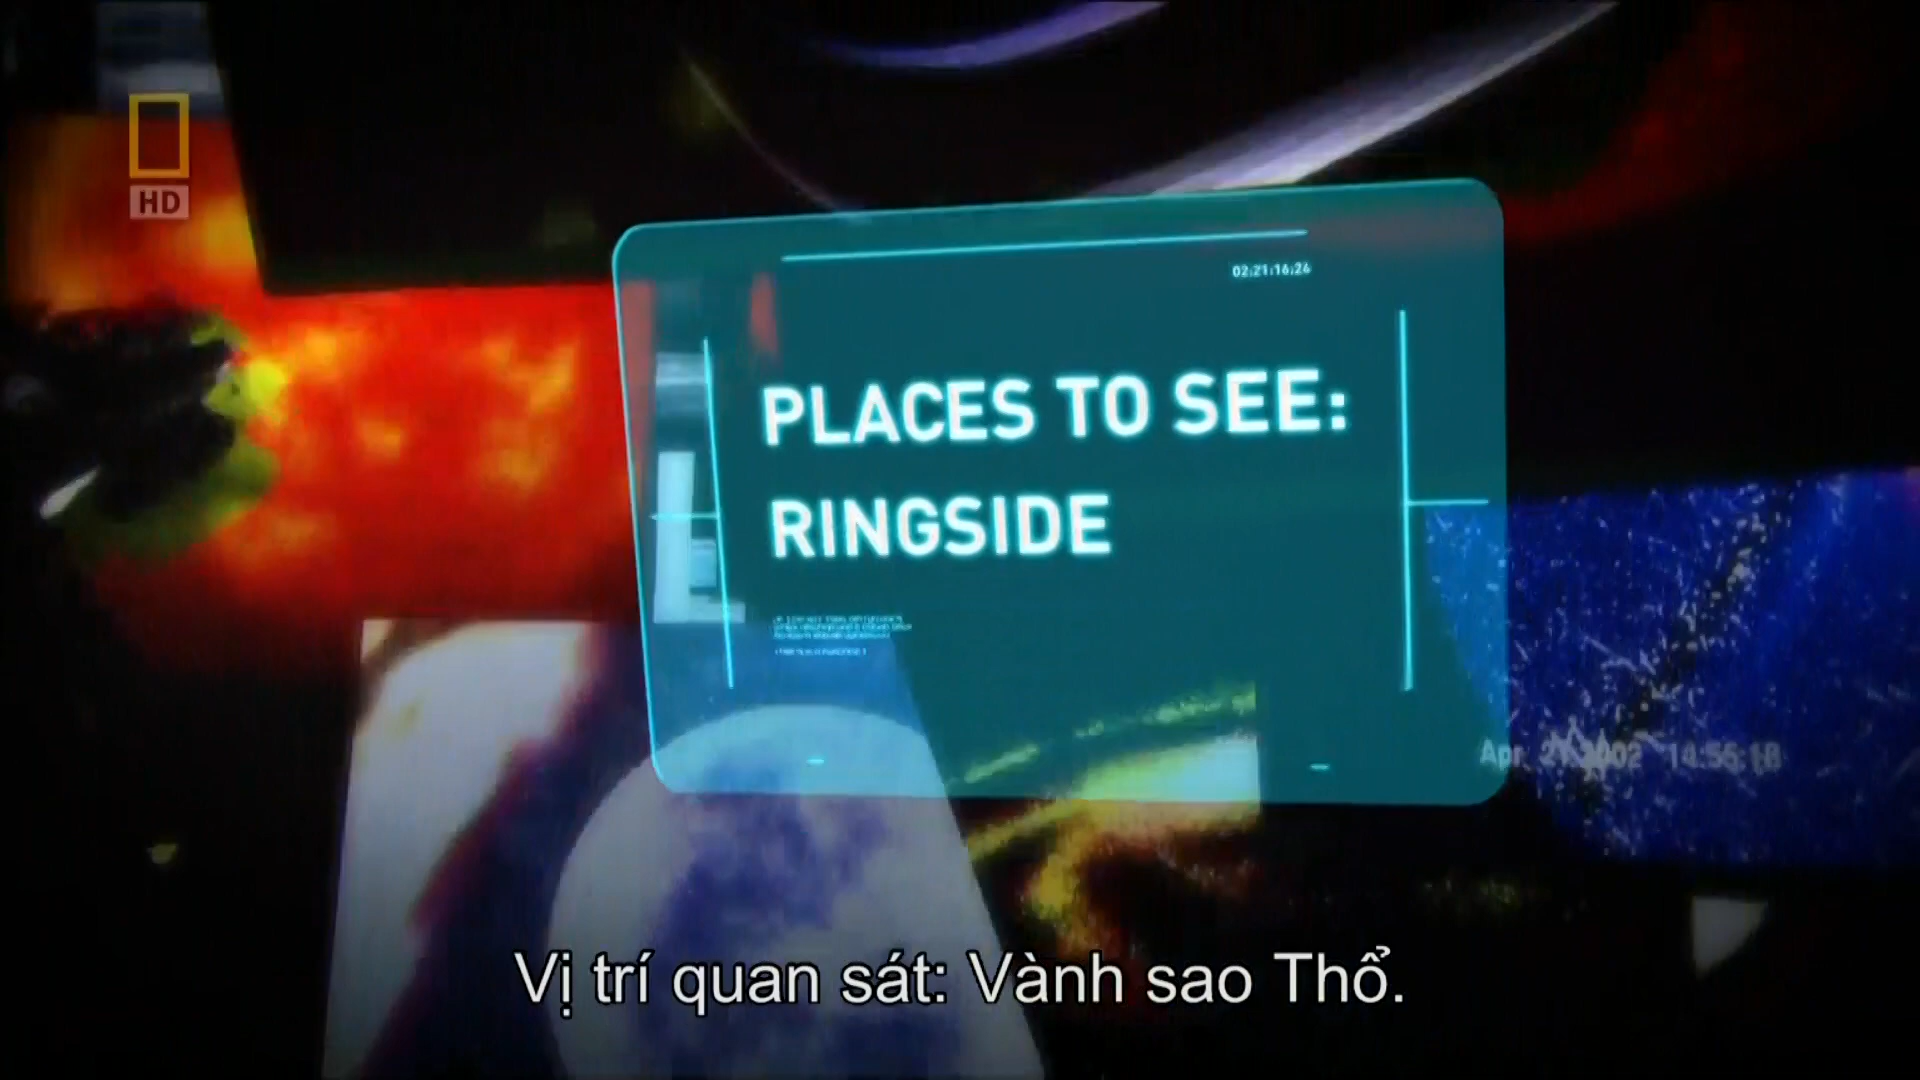 HD
02:21:16:26
PLACES TO SEE:
RINGSIDE
Apr. 21 2002 14:55:18
Vị trí quan sát: Vành sao Thổ.